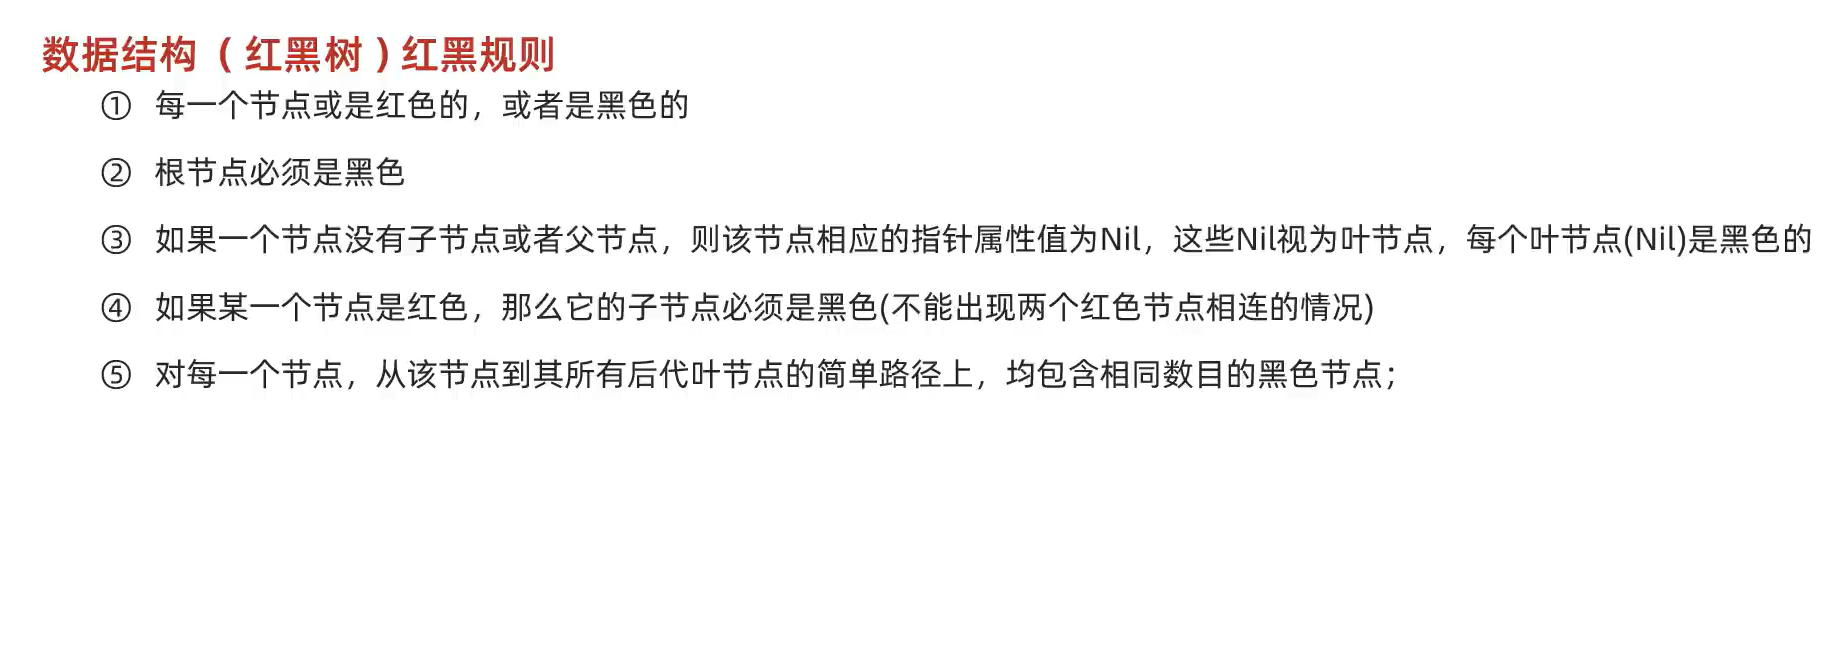 数据结构（红黑树）红黑规则
① 每一个节点或是红色的，或者是黑色的
② 根节点必须是黑色
③ 如果一个节点没有子节点或者父节点，则该节点相应的指针属性值为Nil，这些Nil视为叶节点，每个叶节点(Nil)是黑色的
④ 如果某一个节点是红色，那么它的子节点必须是黑色(不能出现两个红色节点相连的情况)
⑤ 对每一个节点，从该节点到其所有后代叶节点的简单路径上，均包含相同数目的黑色节点；